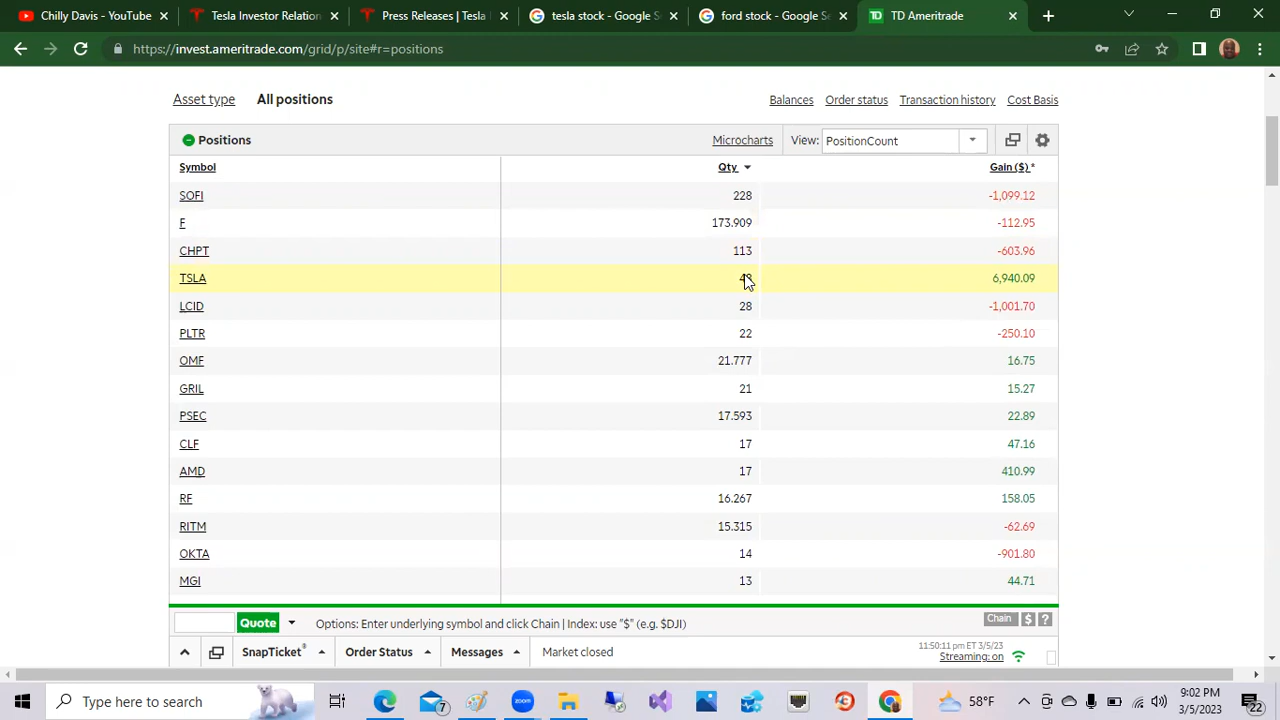 Chilly Davis - YouTube
Tesla Investor Relation
Press Releases | Tesla
tesla stock - Google S
ford stock - Google Se
TD Ameritrade
https://invest.ameritrade.com/grid/p/site#r=positions
Asset type All positions Balances Order status Transaction history Cost Basis
Positions Microcharts View: PositionCount
Symbol Qty Gain ($) *
SOFI 228 -1,099.12
F 173.909 -112.95
CHPT 113 -603.96
TSLA 6,940.09
LCID 28 -1,001.70
PLTR 22 -250.10
OMF 21.777 16.75
GRIL 21 15.27
PSEC 17.593 22.89
CLF 17 47.16
AMD 17 410.99
RF 16.267 158.05
RITM 15.315 -62.69
OKTA 14 -901.80
MGI 13 44.71
Quote Options: Enter underlying symbol and click Chain | Index: use "$" (e.g. $DJI) Chain $ ?
SnapTicket® Order Status Messages Market closed
11:50:11 pm ET 3/5/23
Streaming: on
Type here to search
7
58°F
9:02 PM
3/5/2023
22